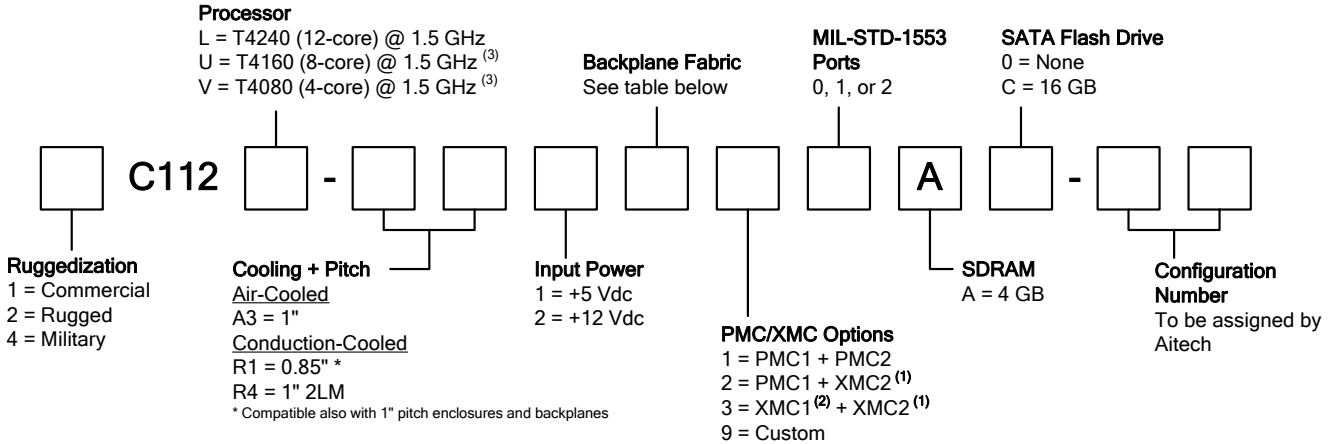 Processor
L = T4240 (12-core) @ 1.5 GHz
U = T4160 (8-core) @ 1.5 GHz (3)
V = T4080 (4-core) @ 1.5 GHz (3)
Backplane Fabric
See table below
MIL-STD-1553
Ports
0, 1, or 2
SATA Flash Drive
0 = None
C = 16 GB
C112 - A -
Ruggedization
1 = Commercial
2 = Rugged
4 = Military
Cooling + Pitch
Air-Cooled
A3 = 1"
Conduction-Cooled
R1 = 0.85" *
R4 = 1" 2LM
* Compatible also with 1" pitch enclosures and backplanes
Input Power
1 = +5 Vdc
2 = +12 Vdc
PMC/XMC Options
1 = PMC1 + PMC2
2 = PMC1 + XMC2 (1)
3 = XMC1 (2) + XMC2 (1)
9 = Custom
SDRAM
A = 4 GB
Configuration
Number
To be assigned by
Aitech